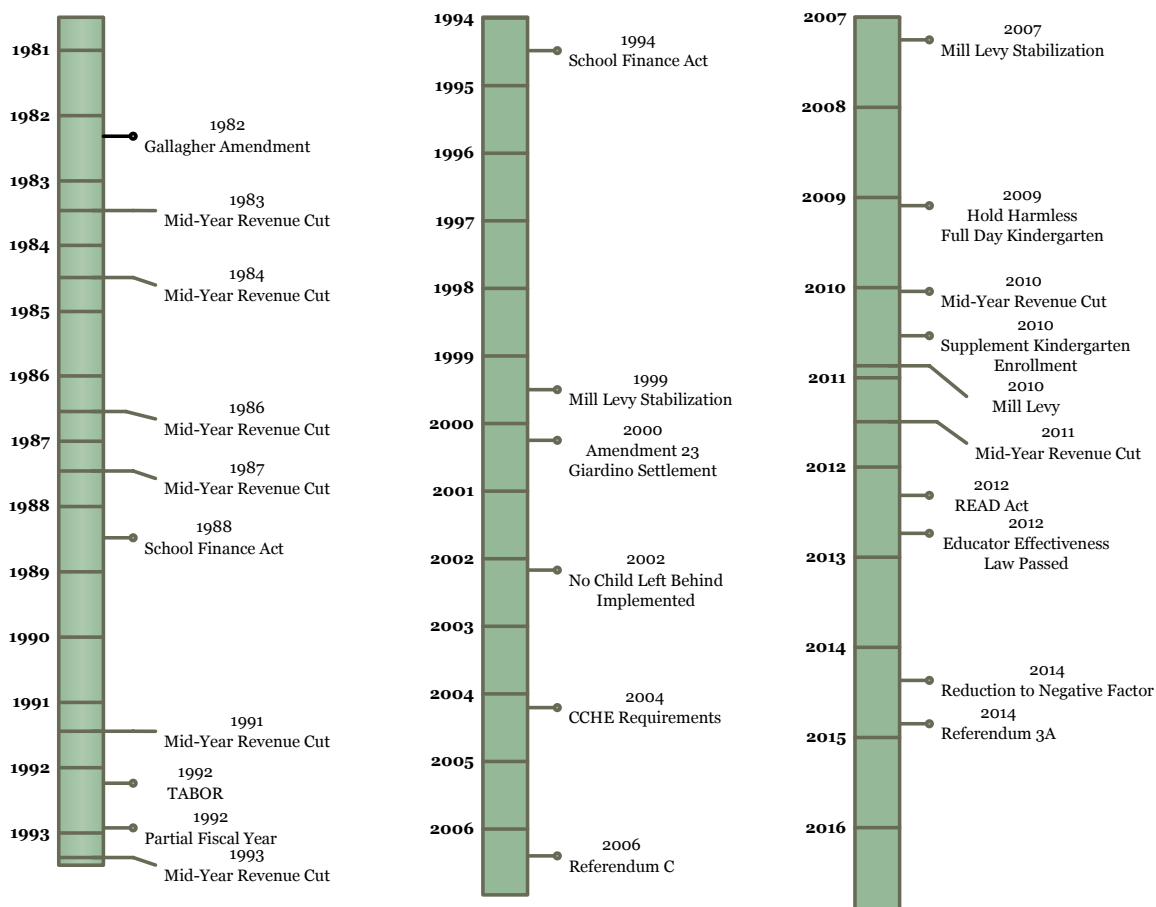 1981
1982
1982
Gallagher Amendment
1983
1983
Mid-Year Revenue Cut
1984
1984
Mid-Year Revenue Cut
1985
1986
1986
Mid-Year Revenue Cut
1987
1987
Mid-Year Revenue Cut
1988
1988
School Finance Act
1989
1990
1991
1991
Mid-Year Revenue Cut
1992
1992
TABOR
1992
Partial Fiscal Year
1993
1993
Mid-Year Revenue Cut
1994
1994
School Finance Act
1995
1996
1997
1998
1999
1999
Mill Levy Stabilization
2000
2000
Amendment 23
Giardino Settlement
2001
2002
2002
No Child Left Behind
Implemented
2003
2004
2004
CCHE Requirements
2005
2006
2006
Referendum C
2007
2007
Mill Levy Stabilization
2008
2009
2009
Hold Harmless
Full Day Kindergarten
2010
2010
Mid-Year Revenue Cut
2010
Supplement Kindergarten
Enrollment
2011
2010
Mill Levy
2011
Mid-Year Revenue Cut
2012
2012
READ Act
2012
Educator Effectiveness
Law Passed
2013
2014
2014
Reduction to Negative Factor
2014
Referendum 3A
2015
2016